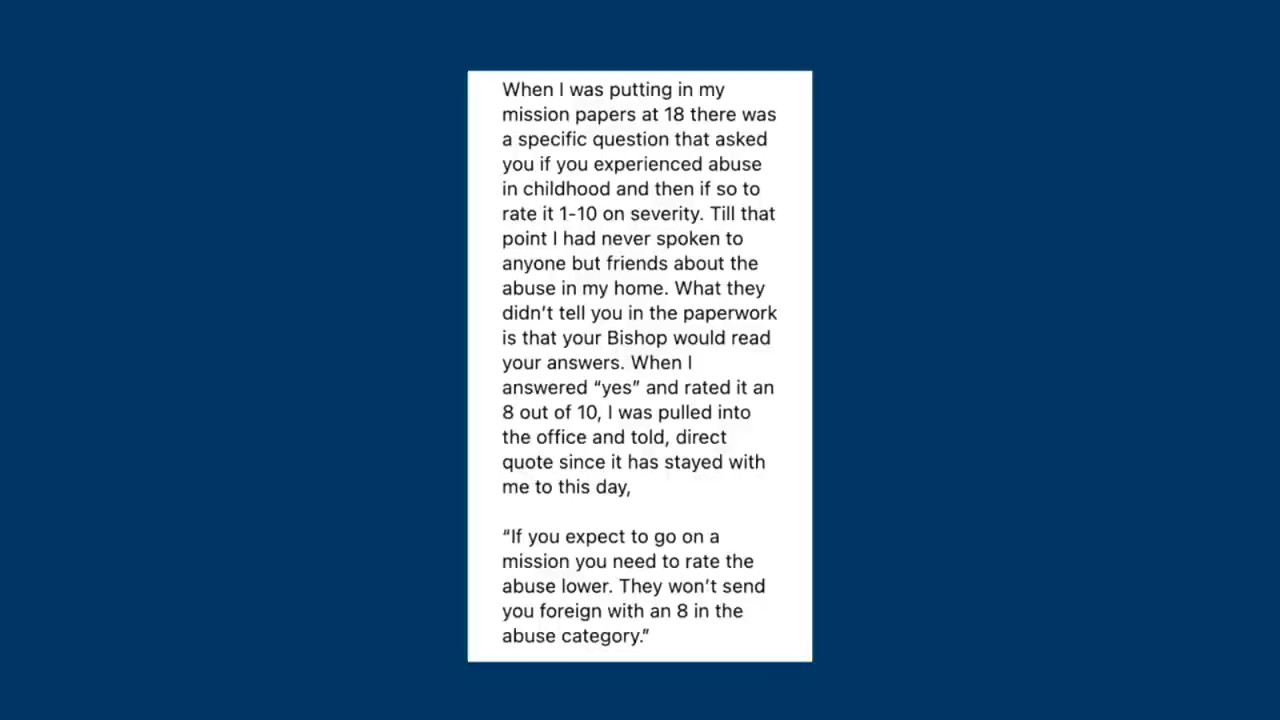 When I was putting in my
mission papers at 18 there was
a specific question that asked
you if you experienced abuse
in childhood and then if so to
rate it 1-10 on severity. Till that
point I had never spoken to
anyone but friends about the
abuse in my home. What they
didn’t tell you in the paperwork
is that your Bishop would read
your answers. When I
answered “yes” and rated it an
8 out of 10, I was pulled into
the office and told, direct
quote since it has stayed with
me to this day,
“If you expect to go on a
mission you need to rate the
abuse lower. They won’t send
you foreign with an 8 in the
abuse category.”